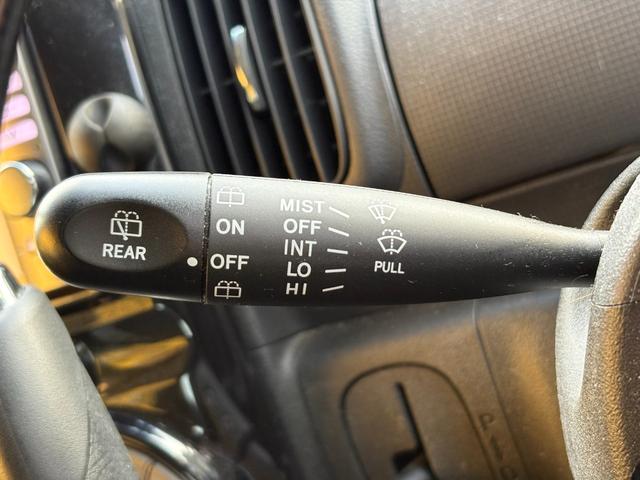 REAR
ON
OFF
MIST
OFF
INT
LO
HI
PULL
P